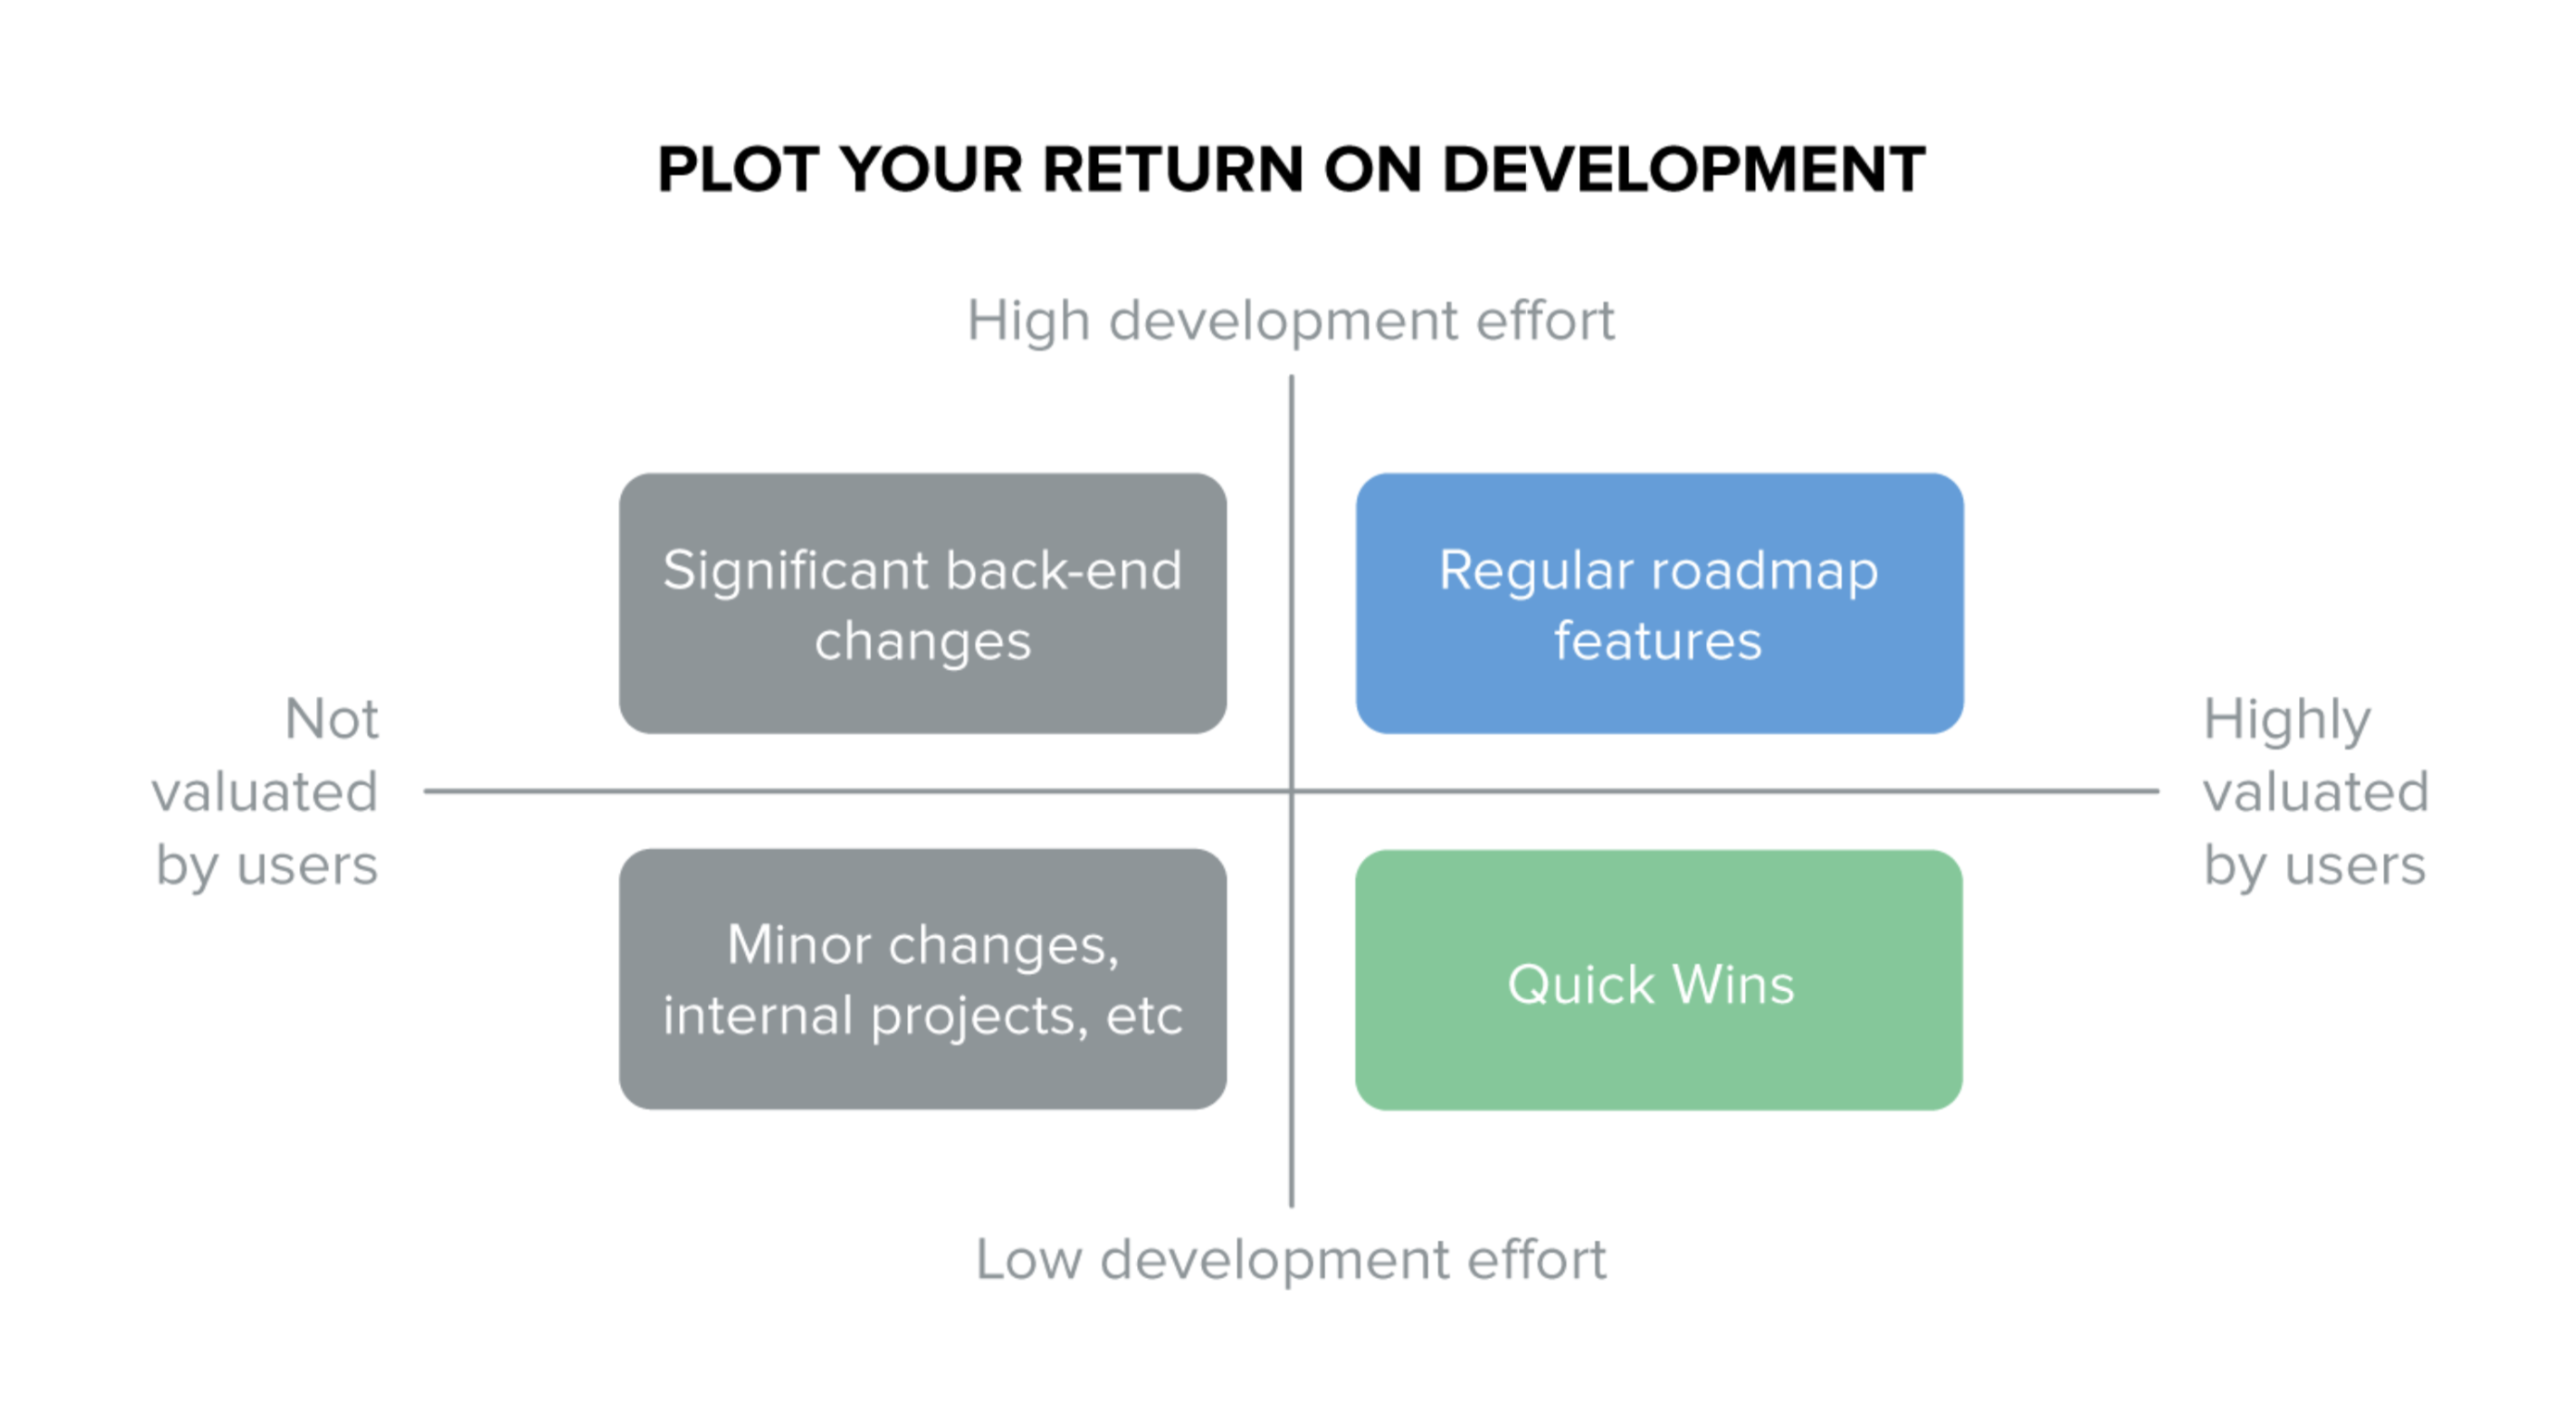 PLOT YOUR RETURN ON DEVELOPMENT
High development effort
Significant back-end
changes
Regular roadmap
features
Not
valuated
by users
Highly
valuated
by users
Minor changes,
internal projects, etc
Quick Wins
Low development effort